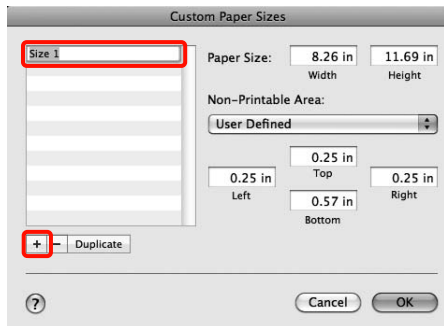 Custom Paper Sizes
Size 1
Paper Size:
8.26 in
11.69 in
Width
Height
Non-Printable Area:
User Defined
0.25 in
Top
0.25 in
Left
0.25 in
Right
0.57 in
Bottom
+
−
Duplicate
?
Cancel
OK